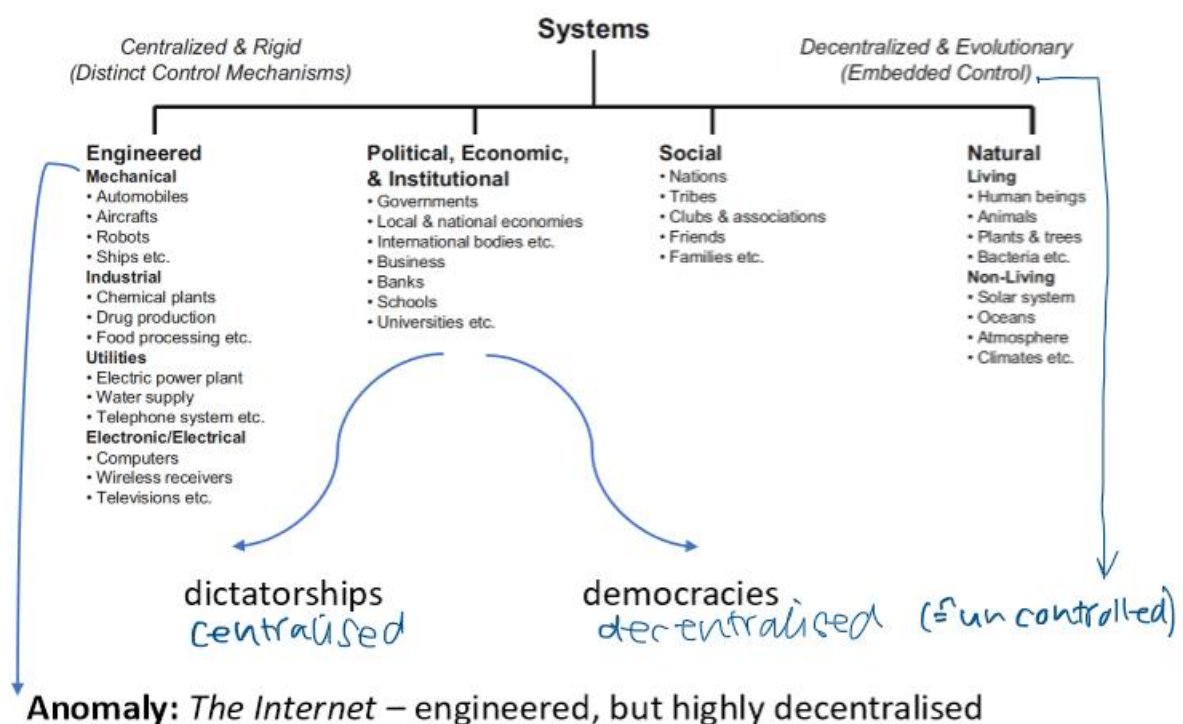 Systems
Centralized & Rigid
(Distinct Control Mechanisms)
Decentralized & Evolutionary
(Embedded Control)
Engineered
Mechanical
• Automobiles
• Aircrafts
• Robots
• Ships etc.
Industrial
• Chemical plants
• Drug production
• Food processing etc.
Utilities
• Electric power plant
• Water supply
• Telephone system etc.
Electronic/Electrical
• Computers
• Wireless receivers
• Televisions etc.
Political, Economic,
& Institutional
• Governments
• Local & national economies
• International bodies etc.
• Business
• Banks
• Schools
• Universities etc.
Social
• Nations
• Tribes
• Clubs & associations
• Friends
• Families etc.
Natural
Living
• Human beings
• Animals
• Plants & trees
• Bacteria etc.
Non-Living
• Solar system
• Oceans
• Atmosphere
• Climates etc.
dictatorships
centralised
democracies
decentralised
(≙ uncontrolled)
Anomaly: The Internet – engineered, but highly decentralised